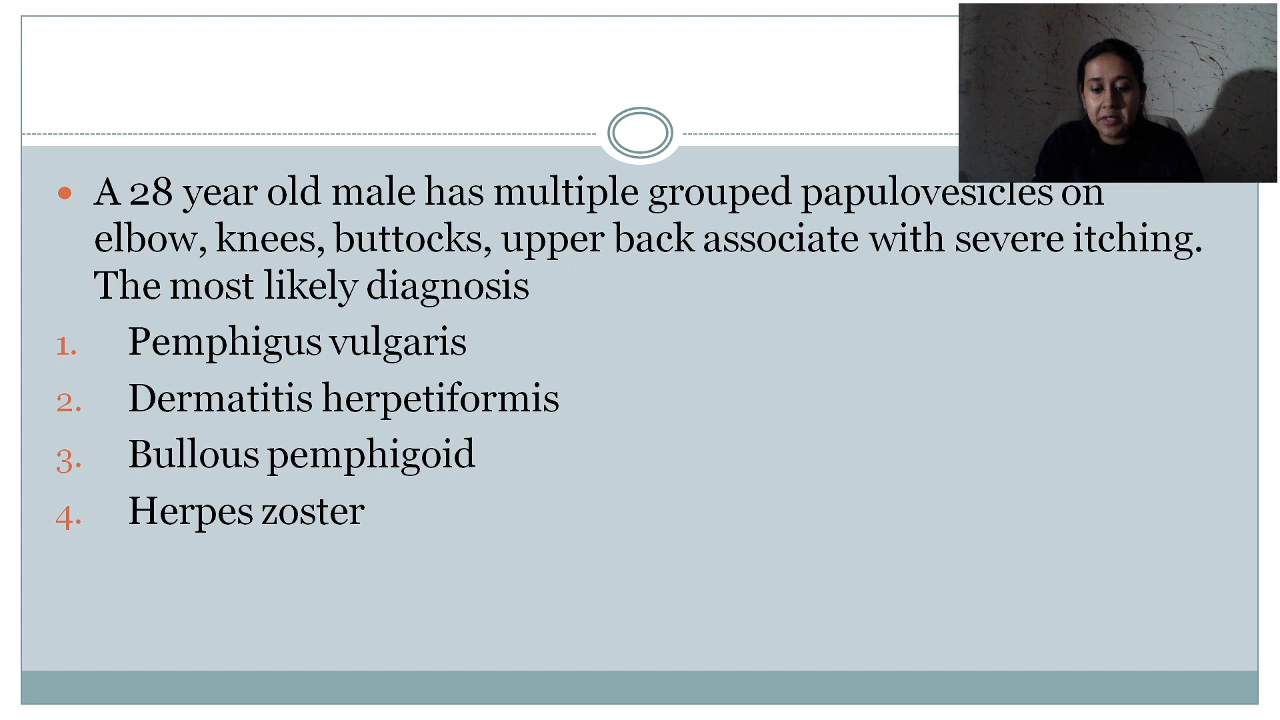 A 28 year old male has multiple grouped papulovesicles on
elbow, knees, buttocks, upper back associate with severe itching.
The most likely diagnosis
1. Pemphigus vulgaris
2. Dermatitis herpetiformis
3. Bullous pemphigoid
4. Herpes zoster